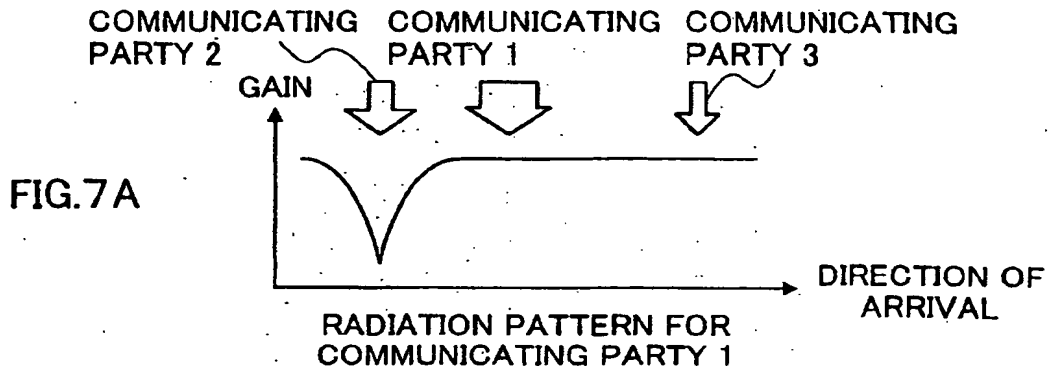 COMMUNICATING COMMUNICATING COMMUNICATING
PARTY 2 PARTY 1 PARTY 3
GAIN
FIG.7A
DIRECTION OF
ARRIVAL
RADIATION PATTERN FOR
COMMUNICATING PARTY 1